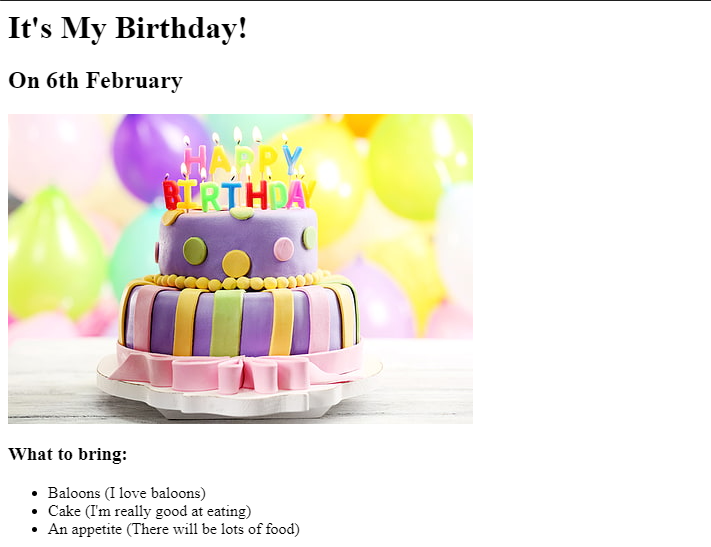 It's My Birthday!
On 6th February
HAPPY
BIRTHDAY
What to bring:
Baloons (I love baloons)
Cake (I'm really good at eating)
An appetite (There will be lots of food)